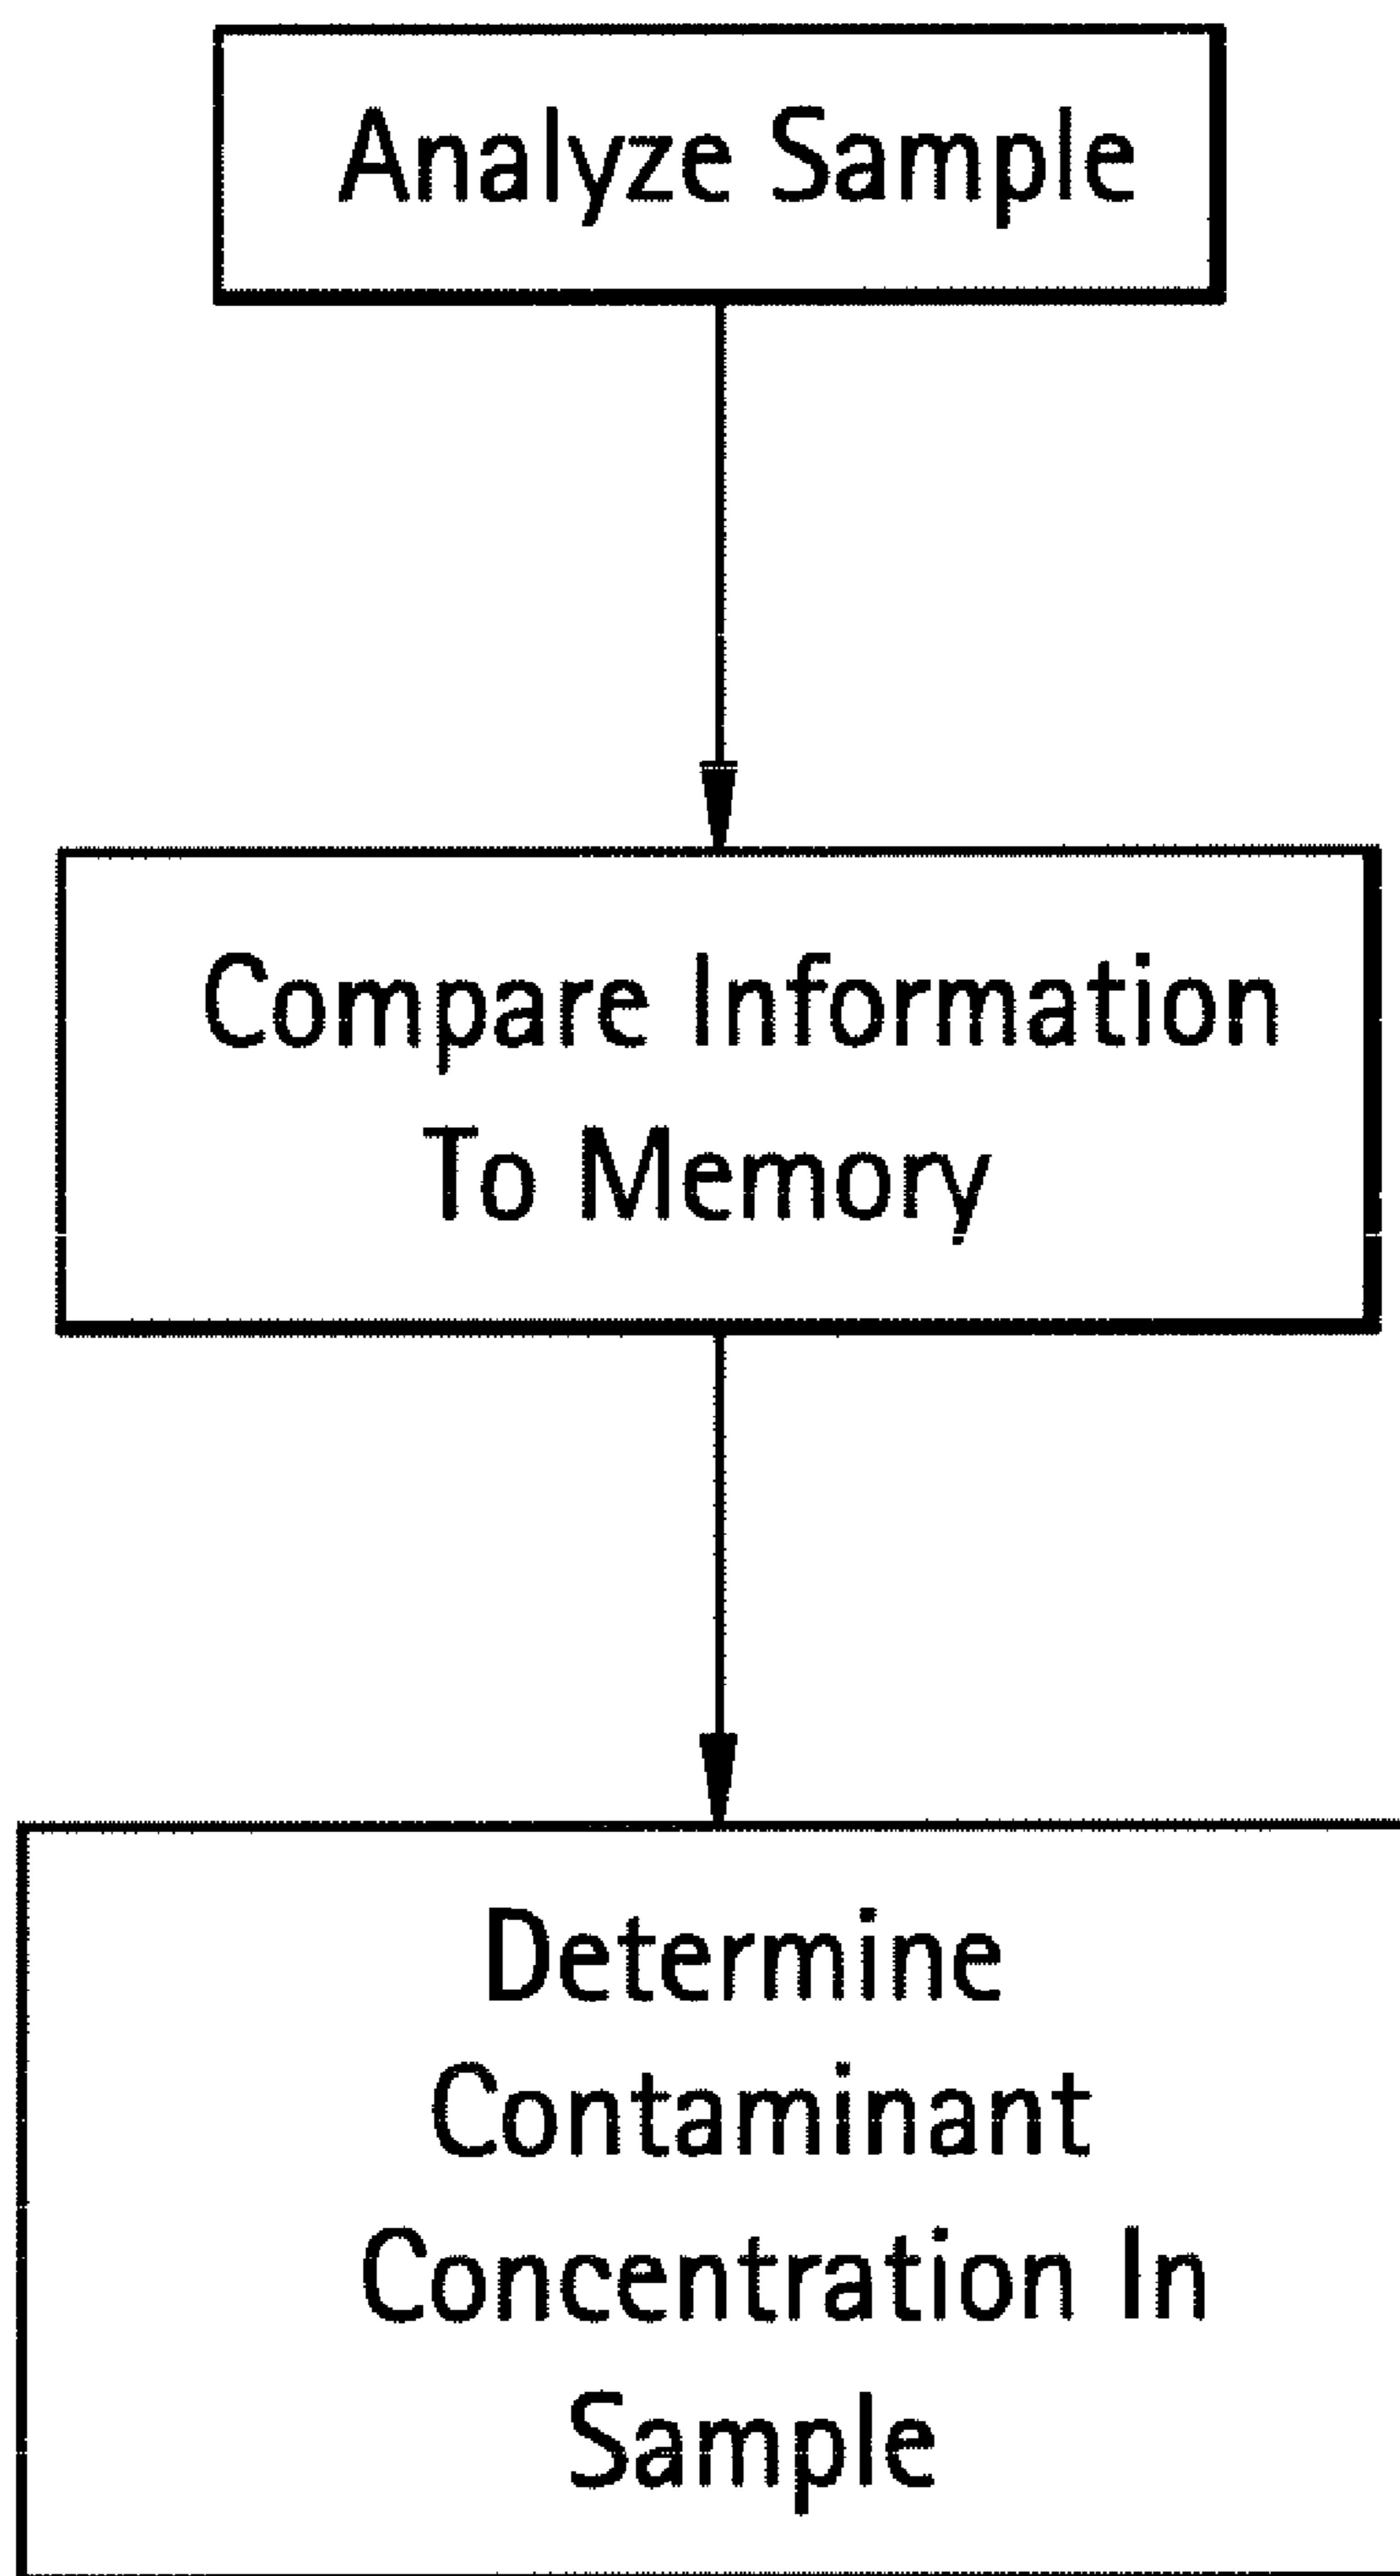 Analyze Sample
Compare Information
To Memory
Determine
Contaminant
Concentration In
Sample